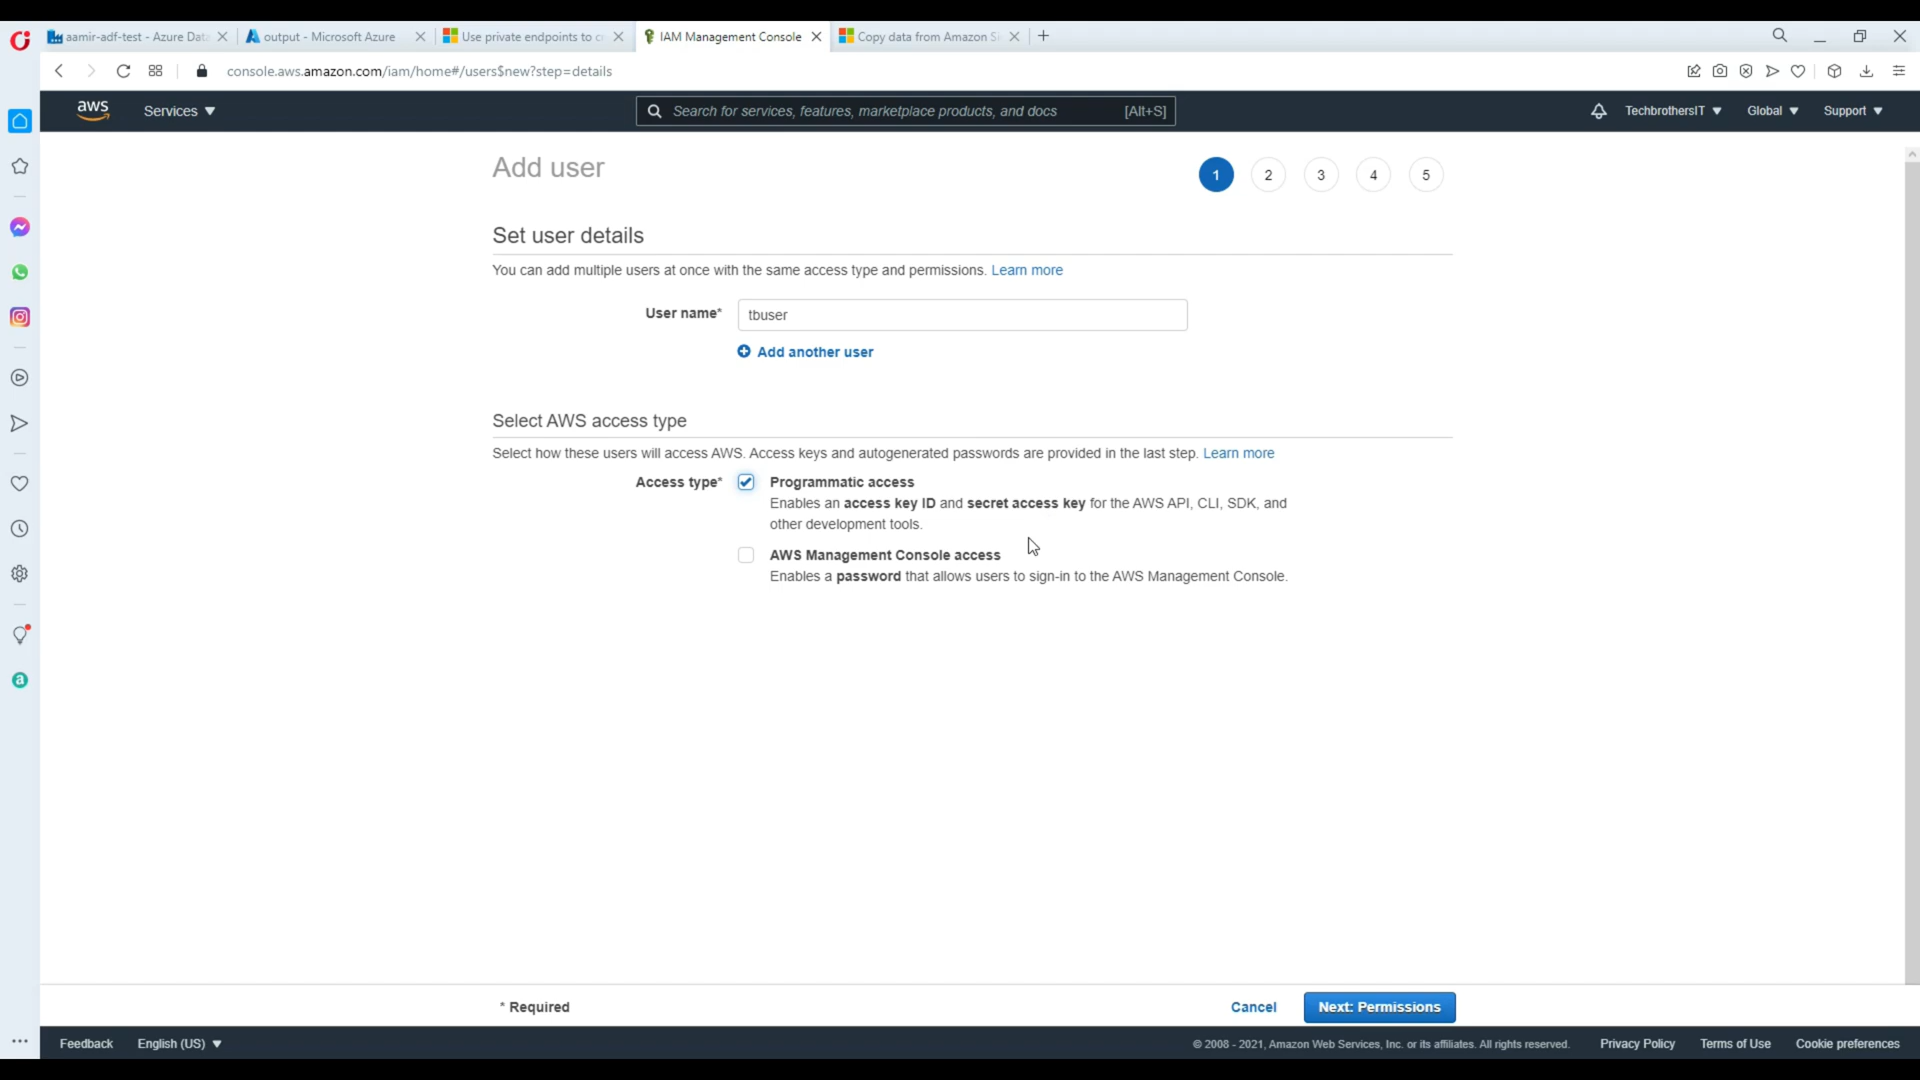 aamir-adf-test - Azure Data
output - Microsoft Azure
Use private endpoints to c
IAM Management Console
Copy data from Amazon S
console.aws.amazon.com/iam/home#/users$new?step=details
aws
Services
Search for services, features, marketplace products, and docs
[Alt+S]
TechbrothersIT
Global
Support
Add user
1
2
3
4
5
Set user details
You can add multiple users at once with the same access type and permissions. Learn more
User name*
tbuser
Add another user
Select AWS access type
Select how these users will access AWS. Access keys and autogenerated passwords are provided in the last step. Learn more
Access type*
Programmatic access
Enables an access key ID and secret access key for the AWS API, CLI, SDK, and
other development tools.
AWS Management Console access
Enables a password that allows users to sign-in to the AWS Management Console.
* Required
Cancel
Next: Permissions
Feedback
English (US)
© 2008 - 2021, Amazon Web Services, Inc. or its affiliates. All rights reserved.
Privacy Policy
Terms of Use
Cookie preferences